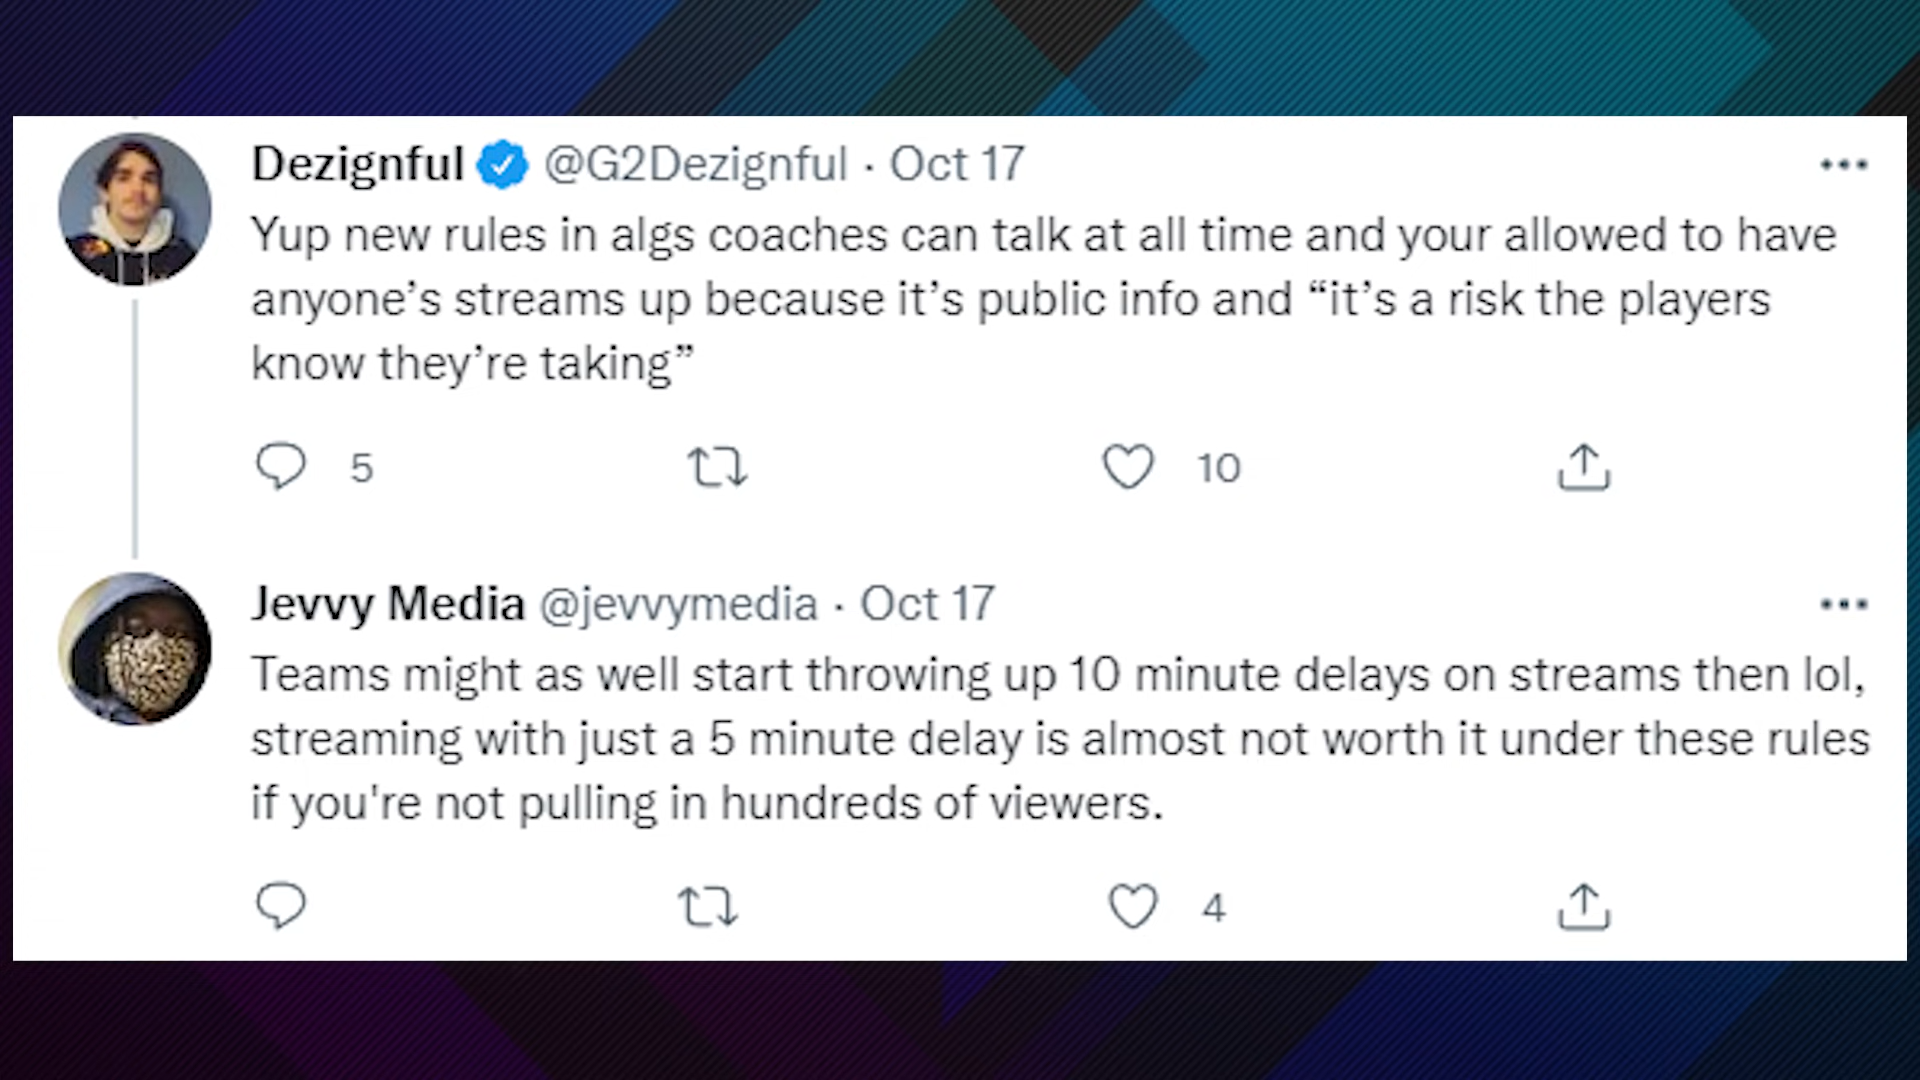 Dezignful @G2Dezignful · Oct 17
Yup new rules in algs coaches can talk at all time and your allowed to have
anyone’s streams up because it’s public info and “it’s a risk the players
know they’re taking”
5 10
Jevvy Media @jevvymedia · Oct 17
Teams might as well start throwing up 10 minute delays on streams then lol,
streaming with just a 5 minute delay is almost not worth it under these rules
if you're not pulling in hundreds of viewers.
4